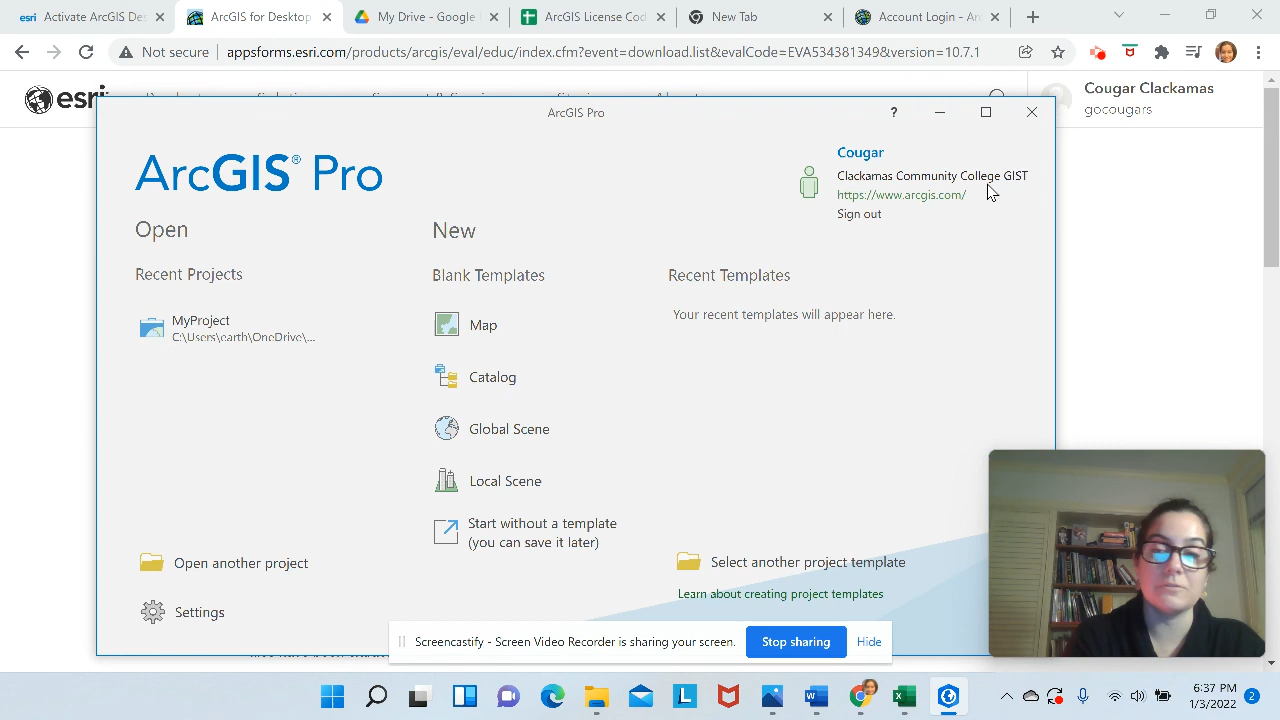 esri Activate ArcGIS Des
ArcGIS for Desktop
My Drive - Google
ArcGIS License Cod
New Tab
Account Login - Arc
Not secure
appsforms.esri.com/products/arcgis/eval/educ/index.cfm?event=download.list&evalCode=EVA534381349&version=10.7.1
esri
Cougar Clackamas
gocougars
ArcGIS Pro
?
ArcGIS® Pro
Cougar
Clackamas Community College GIST
https://www.arcgis.com/
Sign out
Open
Recent Projects
MyProject
C:\Users\earth\OneDrive\...
Open another project
Settings
New
Blank Templates
Map
Catalog
Global Scene
Local Scene
Start without a template
(you can save it later)
Recent Templates
Your recent templates will appear here.
Select another project template
Learn about creating project templates
Screencastify - Screen Video Recorder is sharing your screen.
Stop sharing
Hide
6:37 PM
1/3/2022
2